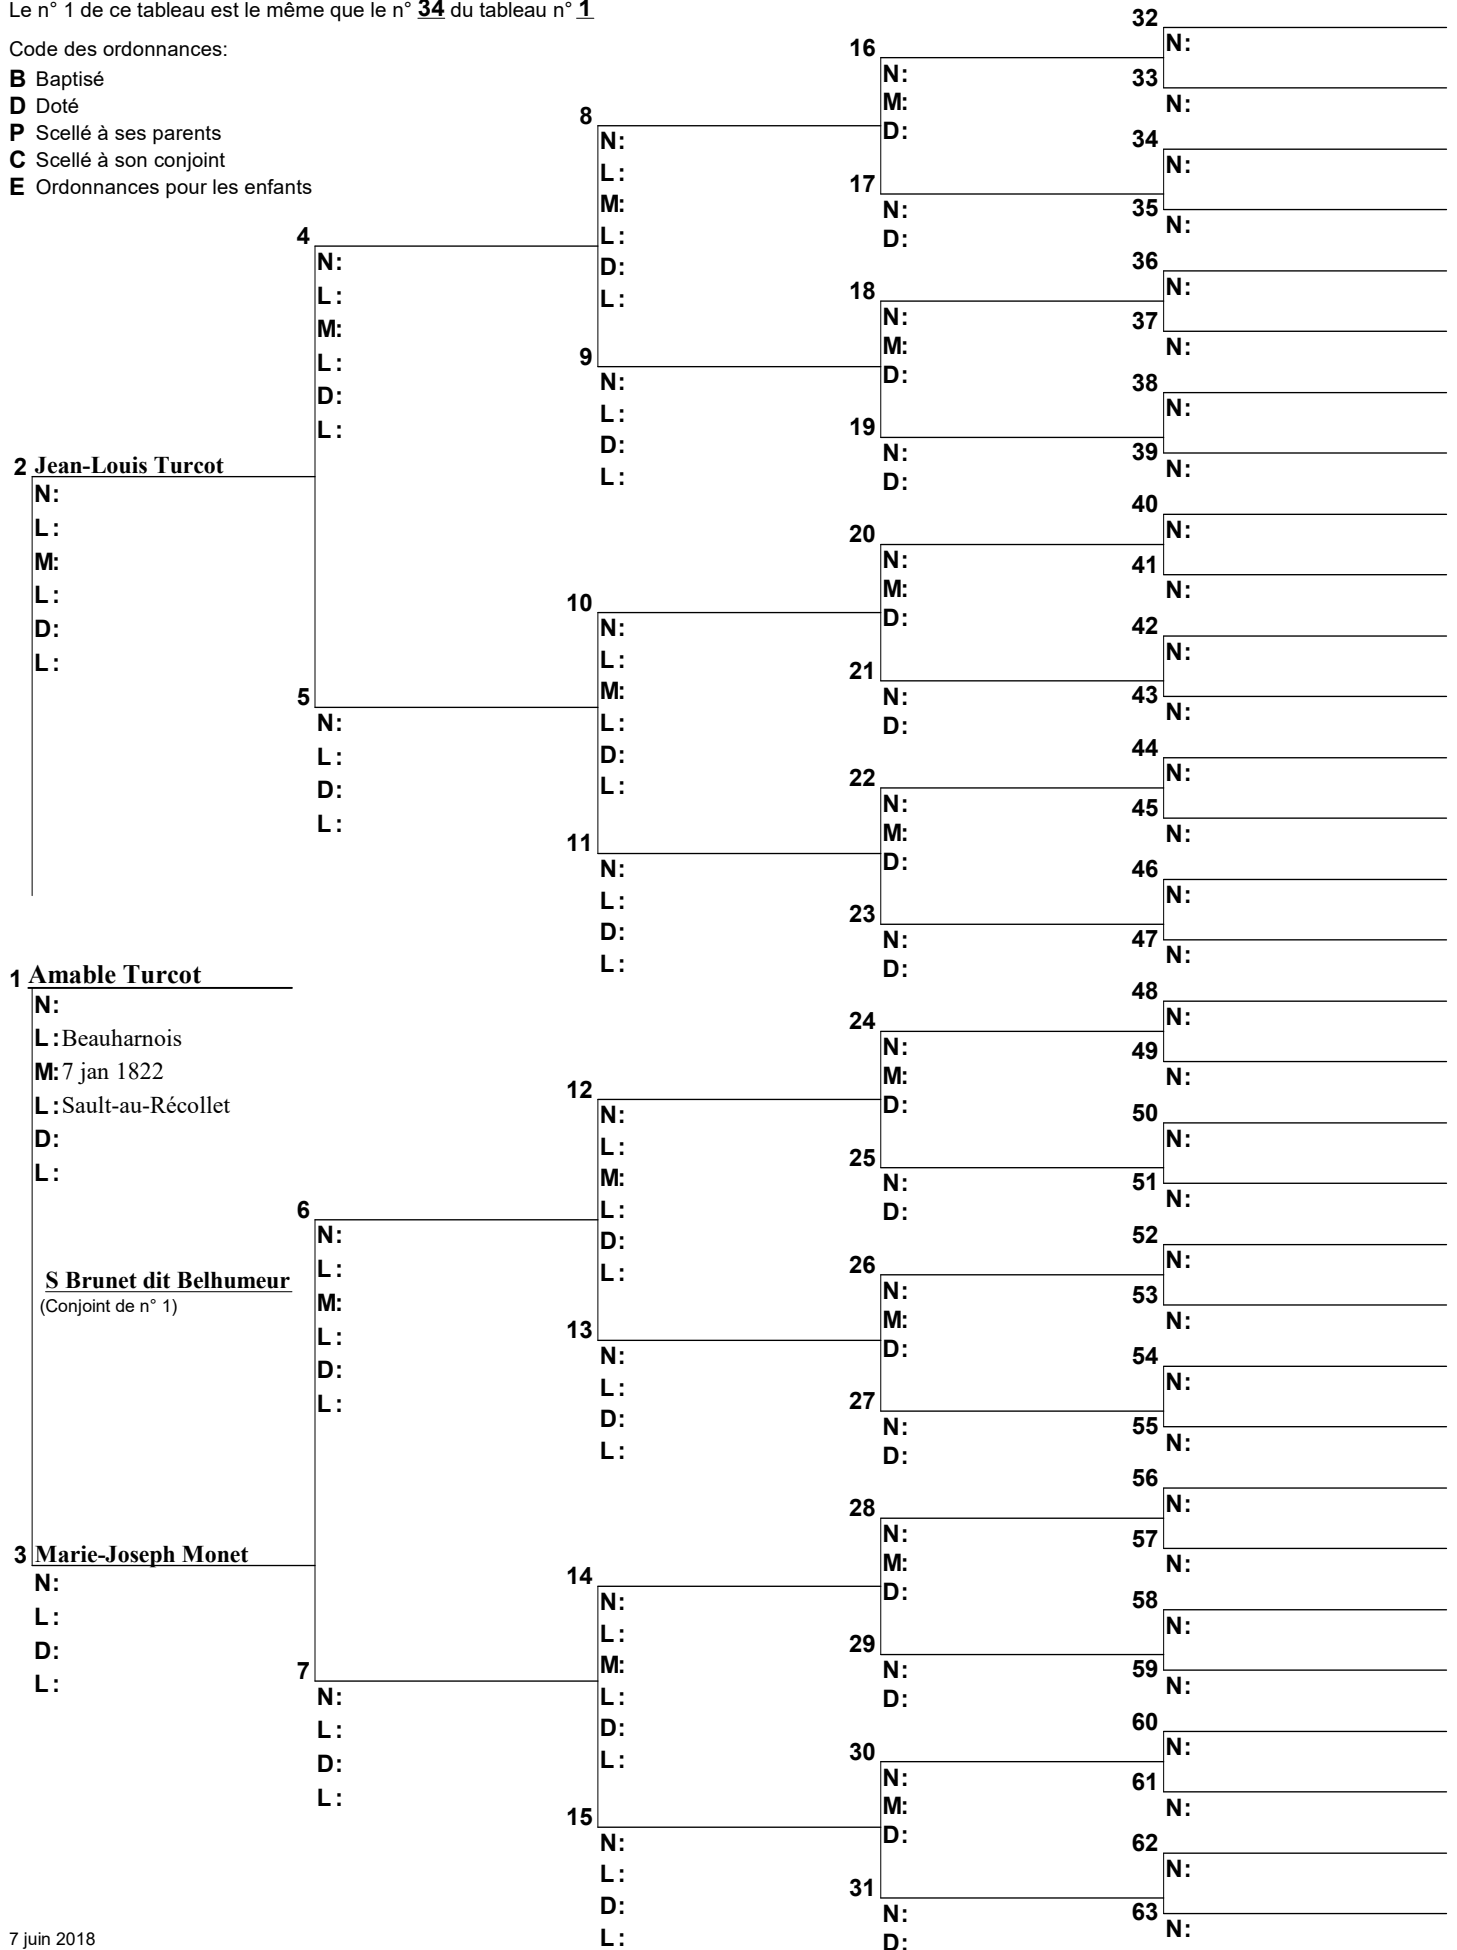 Le n° 1 de ce tableau est le même que le n° 34 du tableau n° 1
Code des ordonnances:
B Baptisé
D Doté
P Scellé à ses parents
C Scellé à son conjoint
E Ordonnances pour les enfants
2 Jean-Louis Turcot
N:
L:
M:
L:
D:
L:
1 Amable Turcot
N:
L: Beauharnois
M: 7 jan 1822
L: Sault-au-Récollet
D:
L:
S Brunet dit Belhumeur
(Conjoint de n° 1)
3 Marie-Joseph Monet
N:
L:
D:
L:
4
N:
L:
M:
L:
D:
L:
5
N:
L:
D:
L:
6
N:
L:
M:
L:
D:
L:
7
N:
L:
D:
L:
8
N:
L:
M:
L:
D:
L:
9
N:
L:
D:
L:
10
N:
L:
M:
L:
D:
L:
11
N:
L:
D:
L:
12
N:
L:
M:
L:
D:
L:
13
N:
L:
D:
L:
14
N:
L:
M:
L:
D:
L:
15
N:
L:
D:
L:
16
N:
M:
D:
17
N:
D:
18
N:
M:
D:
19
N:
D:
20
N:
M:
D:
21
N:
D:
22
N:
M:
D:
23
N:
D:
24
N:
M:
D:
25
N:
D:
26
N:
M:
D:
27
N:
D:
28
N:
M:
D:
29
N:
D:
30
N:
M:
D:
31
N:
D:
32
N:
33
N:
34
N:
35
N:
36
N:
37
N:
38
N:
39
N:
40
N:
41
N:
42
N:
43
N:
44
N:
45
N:
46
N:
47
N:
48
N:
49
N:
50
N:
51
N:
52
N:
53
N:
54
N:
55
N:
56
N:
57
N:
58
N:
59
N:
60
N:
61
N:
62
N:
63
N:
7 juin 2018